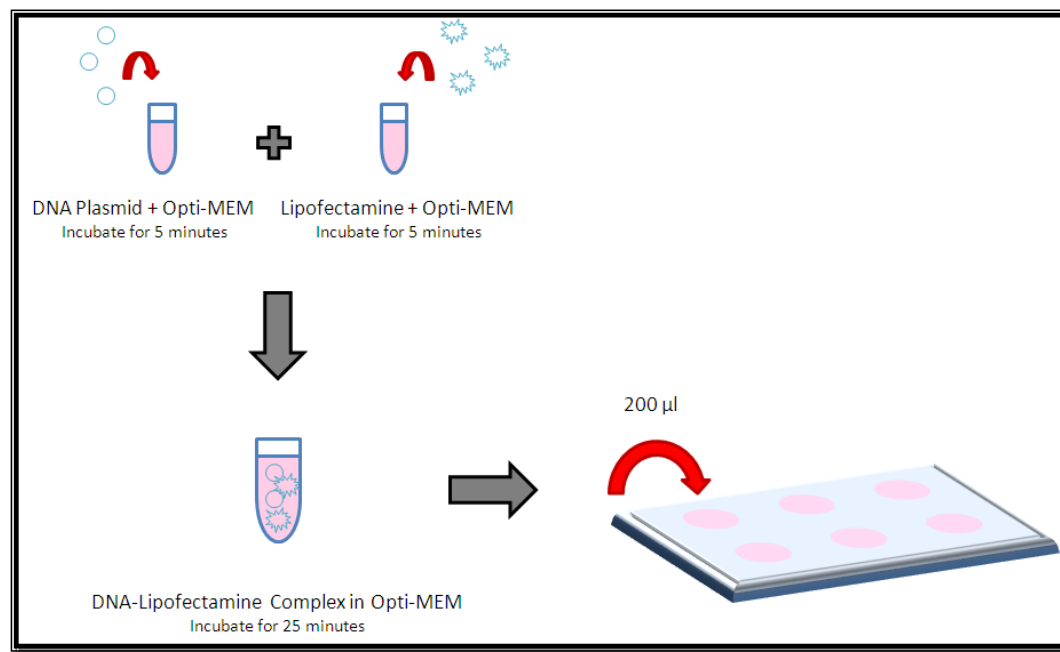 DNA Plasmid + Opti-MEM
Incubate for 5 minutes
Lipofectamine + Opti-MEM
Incubate for 5 minutes
200 µl
DNA-Lipofectamine Complex in Opti-MEM
Incubate for 25 minutes